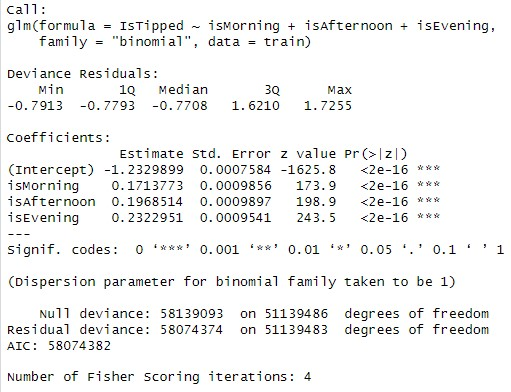 Call:
glm(formula = IsTipped ~ isMorning + isAfternoon + isEvening,
    family = "binomial", data = train)

Deviance Residuals:
    Min       1Q   Median       3Q      Max
-0.7913  -0.7793  -0.7708   1.6210   1.7255

Coefficients:
              Estimate Std. Error z value Pr(>|z|)
(Intercept) -1.2329899  0.0007584 -1625.8   <2e-16 ***
isMorning    0.1713773  0.0009856   173.9   <2e-16 ***
isAfternoon  0.1968514  0.0009897   198.9   <2e-16 ***
isEvening    0.2322951  0.0009541   243.5   <2e-16 ***
---
Signif. codes:  0 ‘***’ 0.001 ‘**’ 0.01 ‘*’ 0.05 ‘.’ 0.1 ‘ ’ 1

(Dispersion parameter for binomial family taken to be 1)

    Null deviance: 58139093  on 51139486  degrees of freedom
Residual deviance: 58074374  on 51139483  degrees of freedom
AIC: 58074382

Number of Fisher Scoring iterations: 4